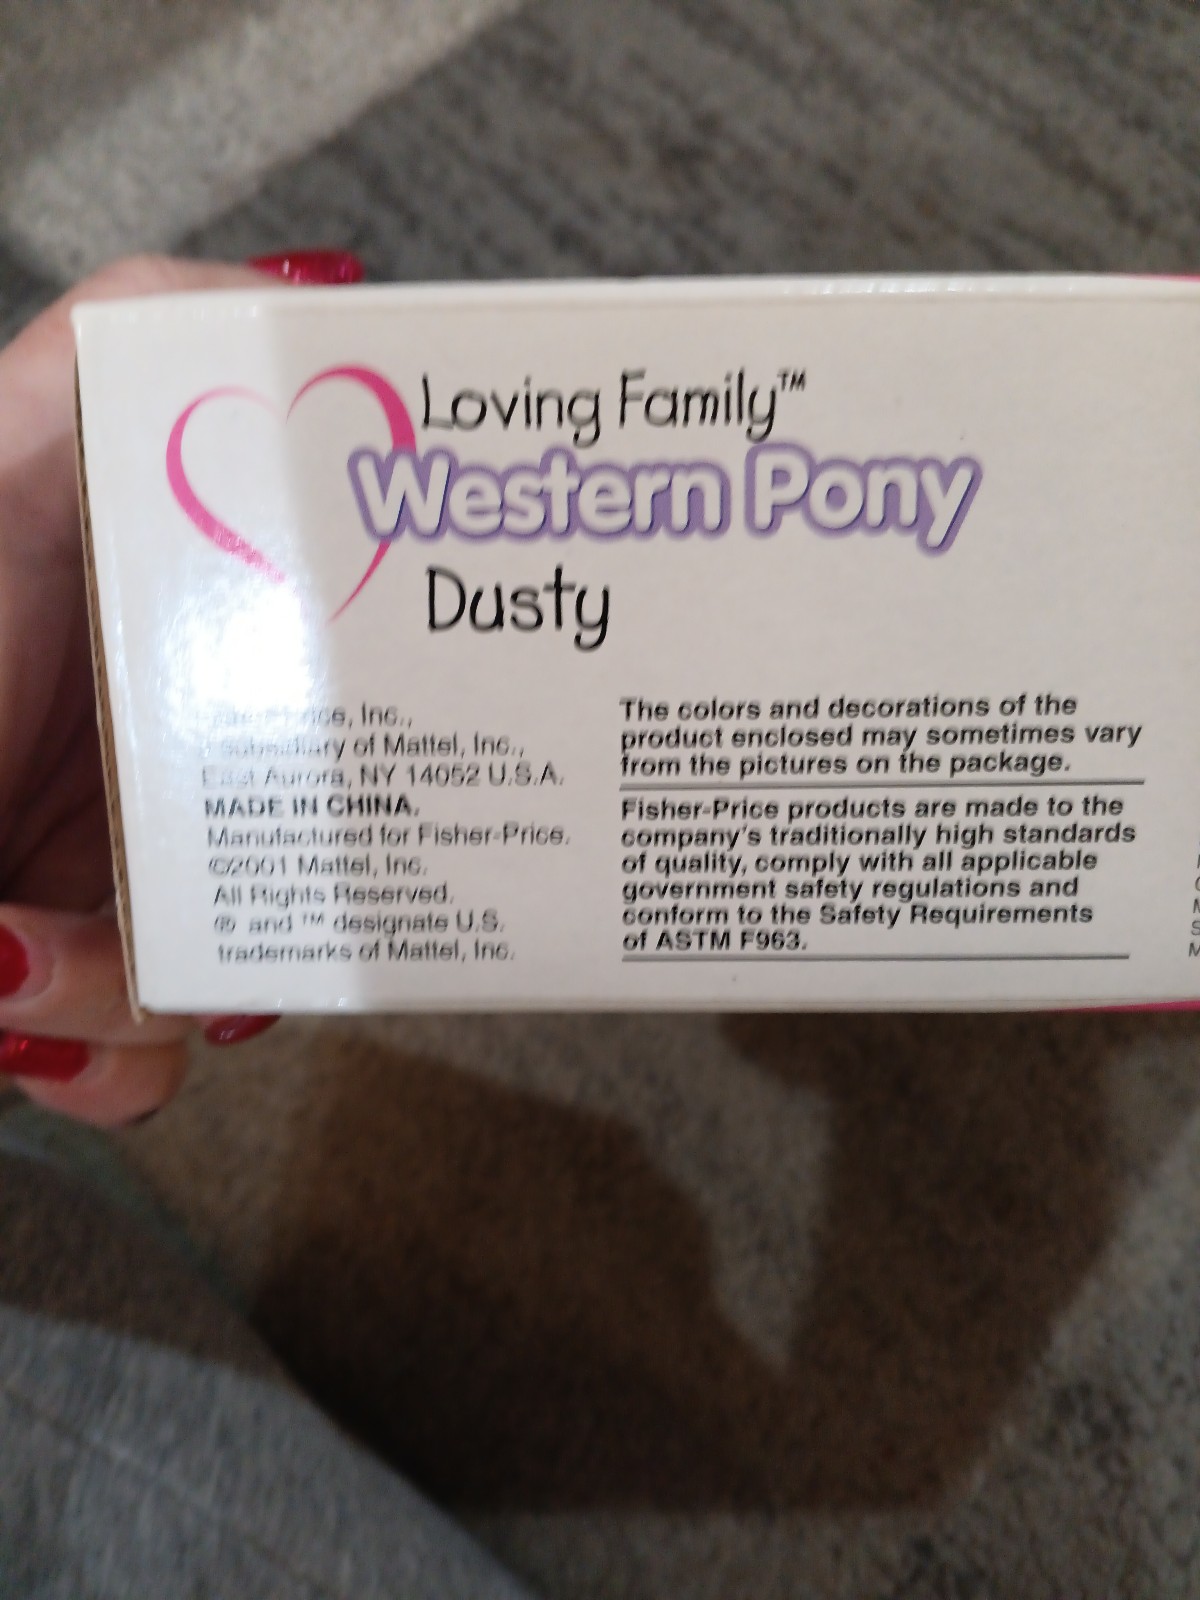 Loving Family™
Western Pony
Dusty
Inc.,
subsidiary of Mattel, Inc.,
East Aurora, NY 14052 U.S.A.
MADE IN CHINA.
Manufactured for Fisher-Price.
©2001 Mattel, Inc.
All Rights Reserved.
® and ™ designate U.S.
trademarks of Mattel, Inc.
The colors and decorations of the
product enclosed may sometimes vary
from the pictures on the package.
Fisher-Price products are made to the
company's traditionally high standards
of quality, comply with all applicable
government safety regulations and
conform to the Safety Requirements
of ASTM F963.